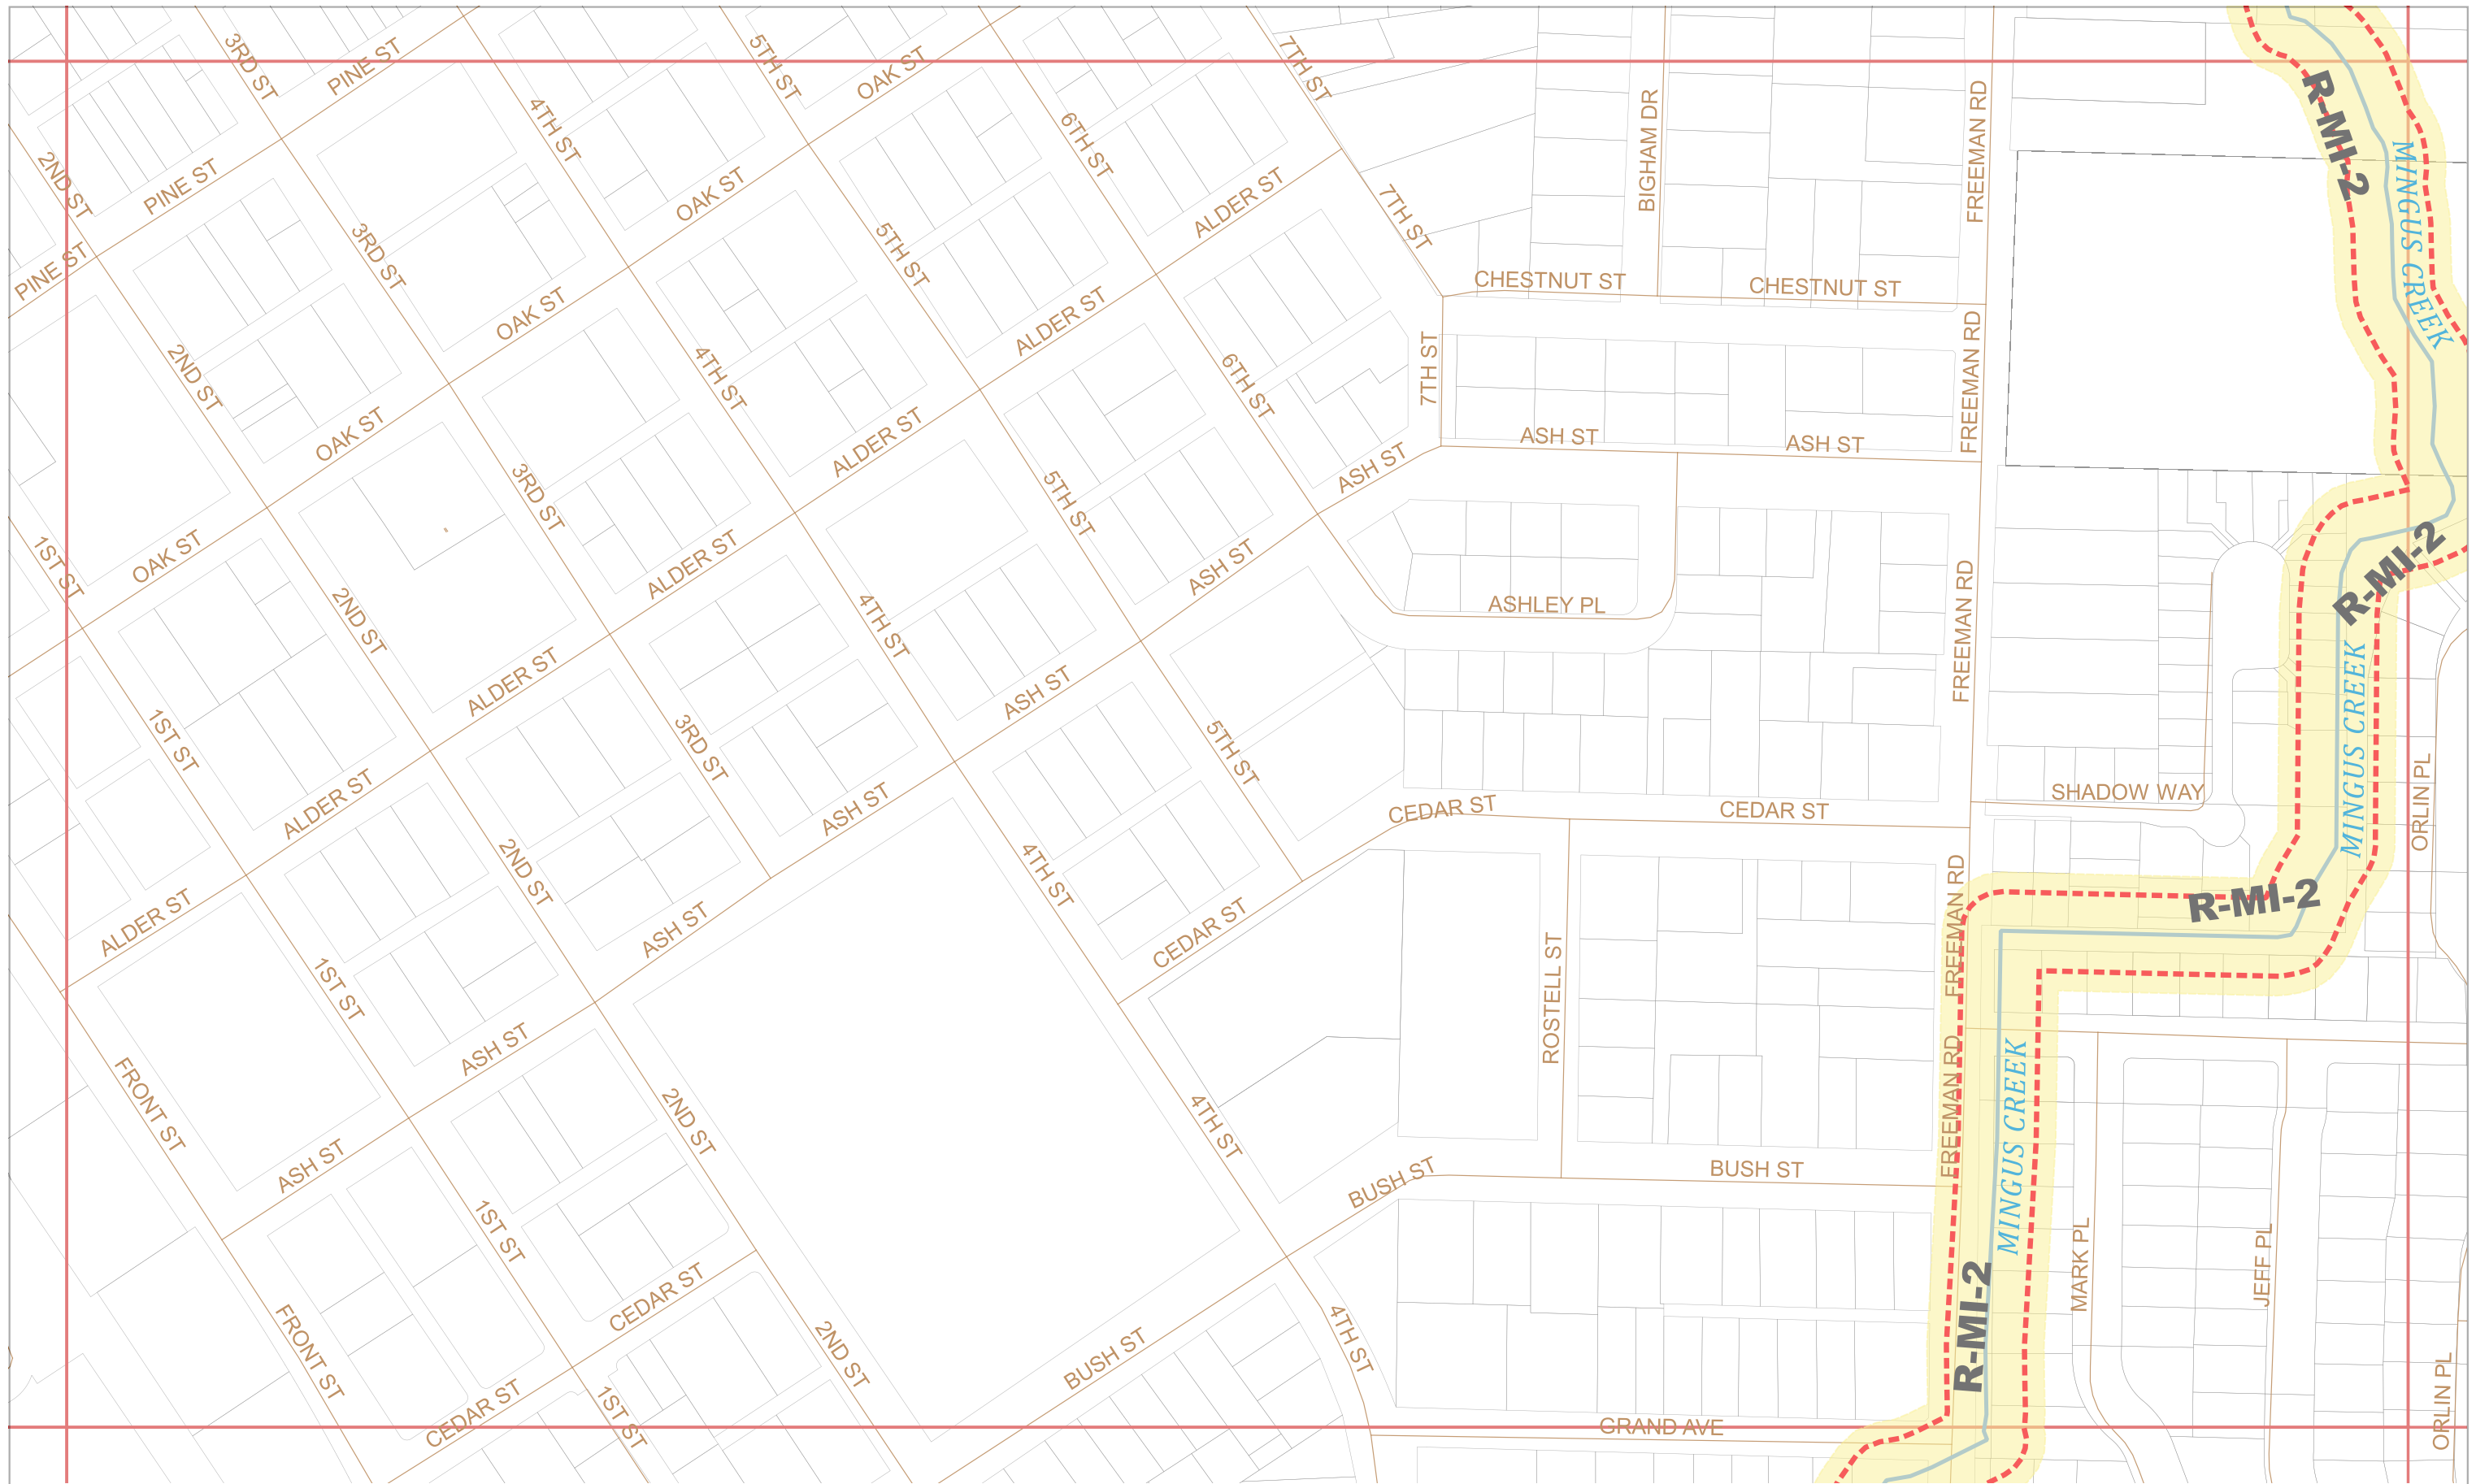 3RD ST
PINE ST
5TH ST
OAK ST
7TH ST
4TH ST
6TH ST
BIGHAM DR
FREEMAN RD
R-MI-2
MINGUS CREEK
2ND ST
PINE ST
OAK ST
ALDER ST
7TH ST
PINE ST
3RD ST
5TH ST
CHESTNUT ST
CHESTNUT ST
OAK ST
ALDER ST
2ND ST
4TH ST
6TH ST
7TH ST
FREEMAN RD
OAK ST
ALDER ST
ASH ST
ASH ST
ASH ST
3RD ST
5TH ST
OAK ST
1ST ST
ALDER ST
ASH ST
R-MI-2
2ND ST
4TH ST
ASHLEY PL
FREEMAN RD
ALDER ST
ASH ST
MINGUS CREEK
1ST ST
3RD ST
5TH ST
ALDER ST
ASH ST
CEDAR ST
CEDAR ST
SHADOW WAY
ORLIN PL
2ND ST
4TH ST
FREEMAN RD
R-MI-2
ALDER ST
ASH ST
CEDAR ST
1ST ST
ROSTELL ST
ASH ST
FRONT ST
2ND ST
4TH ST
FREEMAN RD
MINGUS CREEK
ASH ST
BUSH ST
BUSH ST
1ST ST
CEDAR ST
MARK PL
JEFF PL
FRONT ST
2ND ST
BUSH ST
4TH ST
R-MI-2
CEDAR ST
1ST ST
GRAND AVE
ORLIN PL